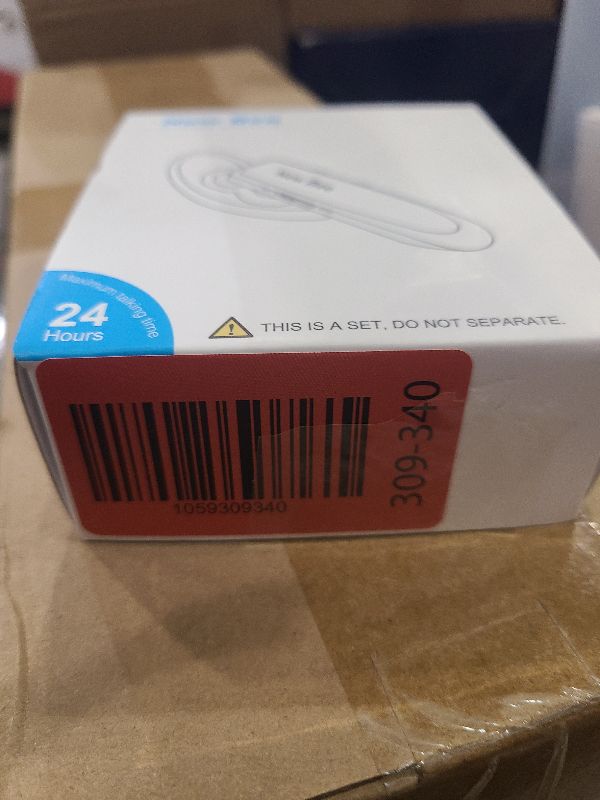 Maximum talking time
24
Hours
THIS IS A SET, DO NOT SEPARATE.
309-340
1059309340